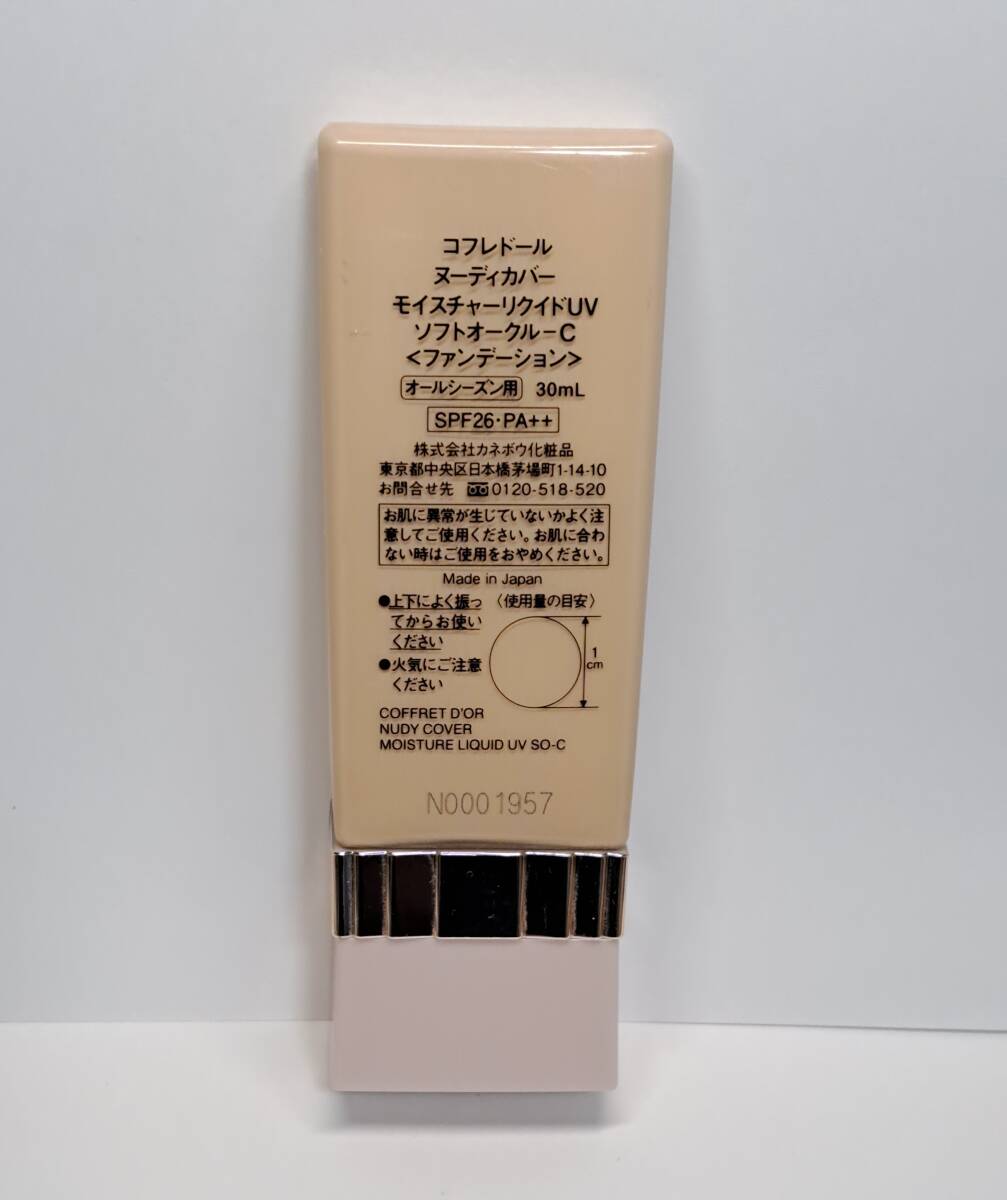 コフレドール
ヌーディカバー
モイスチャーリクイドUV
ソフトオークル-C
<ファンデーション>
オールシーズン用 30mL
SPF26・PA++
株式会社カネボウ化粧品
東京都中央区日本橋茅場町1-14-10
お問合せ先 0120-518-520
お肌に異常が生じていないかよく注
意してご使用ください。お肌に合わ
ない時はご使用をおやめください。
Made in Japan
●上下によく振っ
てからお使い
ください
●火気にご注意
ください
〈使用量の目安〉
1
cm
COFFRET D'OR
NUDY COVER
MOISTURE LIQUID UV SO-C
N0001957